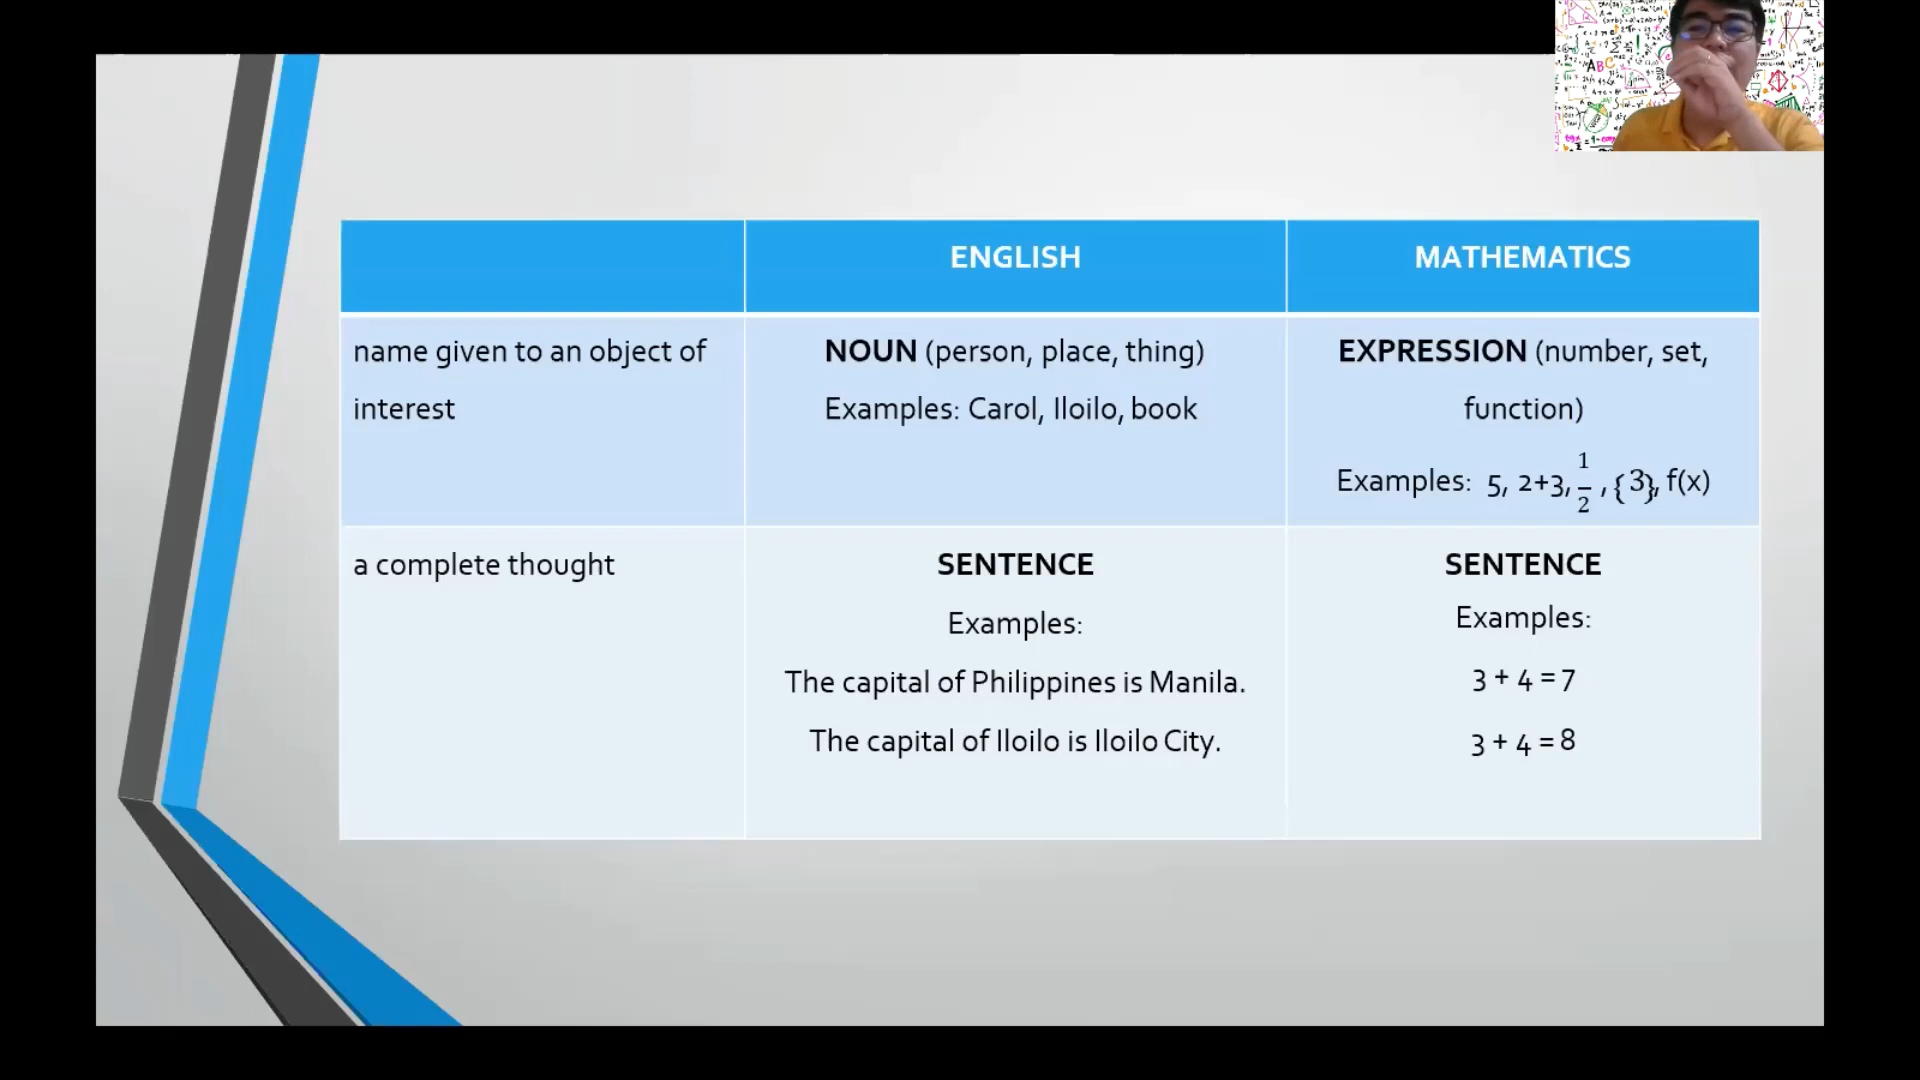 ENGLISH
MATHEMATICS
name given to an object of
interest
NOUN (person, place, thing)
Examples: Carol, Iloilo, book
EXPRESSION (number, set,
function)
Examples: 5, 2+3, 1/2 , {3}, f(x)
a complete thought
SENTENCE
Examples:
The capital of Philippines is Manila.
The capital of Iloilo is Iloilo City.
SENTENCE
Examples:
3 + 4 = 7
3 + 4 = 8
ABC